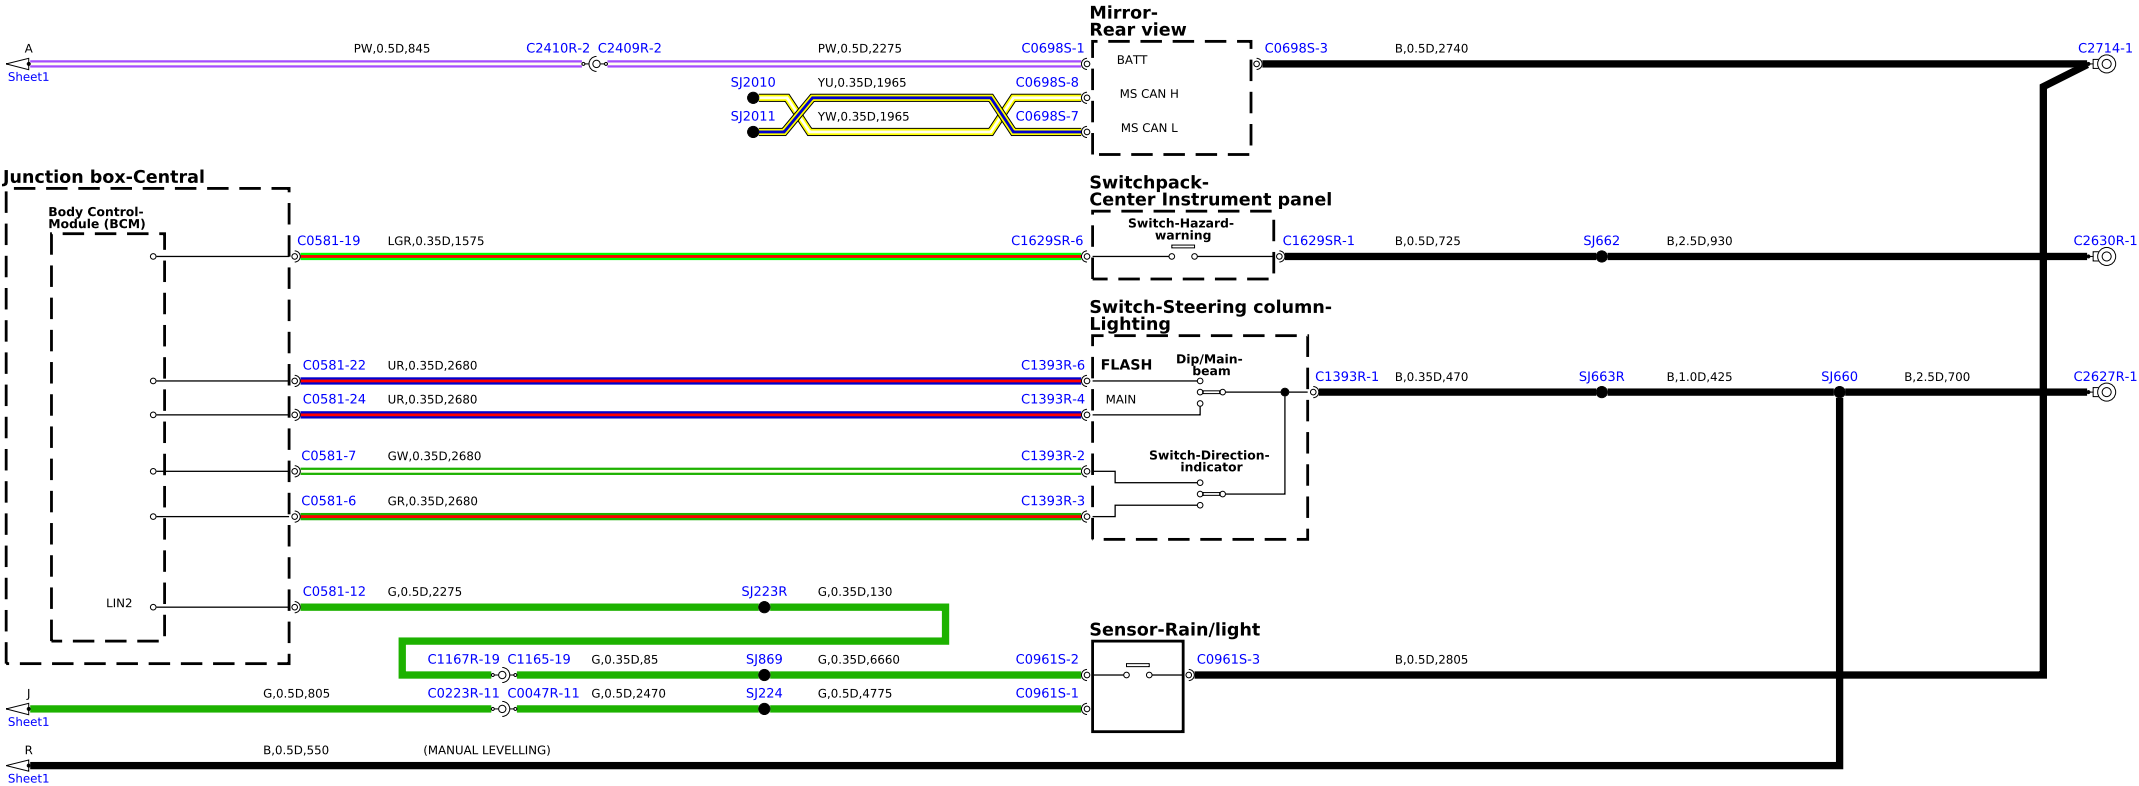 Mirror-
Rear view
A
PW,0.5D,845
C2410R-2
C2409R-2
PW,0.5D,2275
C0698S-1
C0698S-3
B,0.5D,2740
C2714-1
BATT
Sheet1
SJ2010
YU,0.35D,1965
C0698S-8
MS CAN H
SJ2011
YW,0.35D,1965
C0698S-7
MS CAN L
Junction box-Central
Switchpack-
Center Instrument panel
Body Control-
Module (BCM)
Switch-Hazard-
warning
C0581-19
LGR,0.35D,1575
C1629SR-6
C1629SR-1
B,0.5D,725
SJ662
B,2.5D,930
C2630R-1
Switch-Steering column-
Lighting
C0581-22
UR,0.35D,2680
C1393R-6
FLASH
Dip/Main-
beam
C1393R-1
B,0.35D,470
SJ663R
B,1.0D,425
SJ660
B,2.5D,700
C2627R-1
C0581-24
UR,0.35D,2680
C1393R-4
MAIN
C0581-7
GW,0.35D,2680
C1393R-2
Switch-Direction-
indicator
C0581-6
GR,0.35D,2680
C1393R-3
LIN2
C0581-12
G,0.5D,2275
SJ223R
G,0.35D,130
Sensor-Rain/light
C1167R-19
C1165-19
G,0.35D,85
SJ869
G,0.35D,6660
C0961S-2
C0961S-3
B,0.5D,2805
J
G,0.5D,805
C0223R-11
C0047R-11
G,0.5D,2470
SJ224
G,0.5D,4775
C0961S-1
Sheet1
R
B,0.5D,550
(MANUAL LEVELLING)
Sheet1